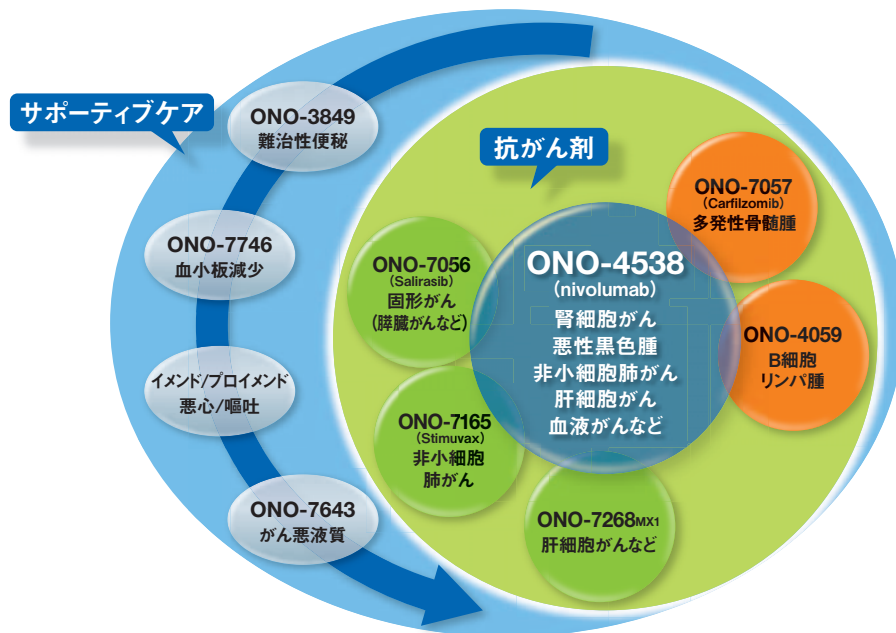 サポーティブケア
ONO-3849
難治性便秘
ONO-7746
血小板減少
イメンド/プロイメンド
悪心/嘔吐
ONO-7643
がん悪液質
抗がん剤
ONO-7057
(Carfilzomib)
多発性骨髄腫
ONO-7056
(Salirasib)
固形がん
(膵臓がんなど)
ONO-4538
(nivolumab)
腎細胞がん
悪性黒色腫
非小細胞肺がん
肝細胞がん
血液がんなど
ONO-4059
B細胞
リンパ腫
ONO-7165
(Stimuvax)
非小細胞
肺がん
ONO-7268MX1
肝細胞がんなど